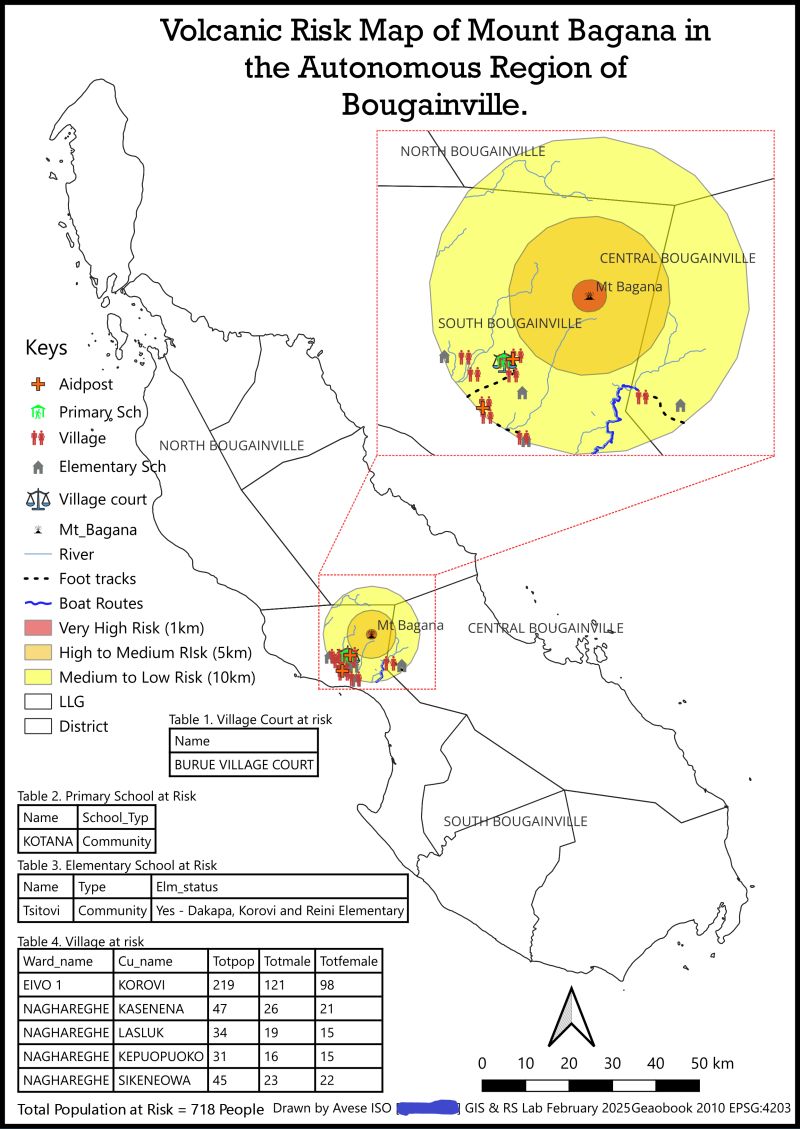 Volcanic Risk Map of Mount Bagana in
the Autonomous Region of
Bougainville.
NORTH BOUGAINVILLE
CENTRAL BOUGAINVILLE
Mt Bagana
SOUTH BOUGAINVILLE
Keys
Aidpost
Primary Sch
Village
Elementary Sch
Village court
Mt_Bagana
River
Foot tracks
Boat Routes
Very High Risk (1km)
High to Medium RIsk (5km)
Medium to Low Risk (10km)
LLG
District
NORTH BOUGAINVILLE
Mt Bagana
CENTRAL BOUGAINVILLE
SOUTH BOUGAINVILLE
Table 1. Village Court at risk
Name
BURUE VILLAGE COURT
Table 2. Primary School at Risk
Name School_Typ
KOTANA Community
Table 3. Elementary School at Risk
Name Type Elm_status
Tsitovi Community Yes - Dakapa, Korovi and Reini Elementary
Table 4. Village at risk
Ward_name Cu_name Totpop Totmale Totfemale
EIVO 1 KOROVI 219 121 98
NAGHAREGHE KASENENA 47 26 21
NAGHAREGHE LASLUK 34 19 15
NAGHAREGHE KEPUOPUOKO 31 16 15
NAGHAREGHE SIKENEOWA 45 23 22
0 10 20 30 40 50 km
Total Population at Risk = 718 People Drawn by Avese ISO [ ] GIS & RS Lab February 2025Geaobook 2010 EPSG:4203